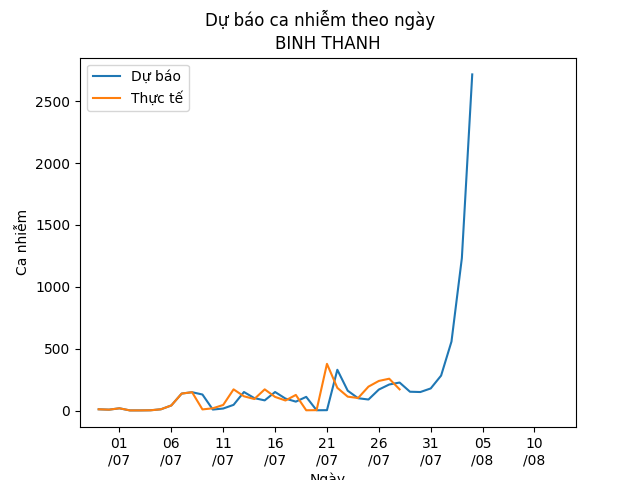 Dự báo ca nhiễm theo ngày
BINH THANH
Dự báo
Thực tế
Ca nhiễm
2500
2000
1500
1000
500
0
01 06 11 16 21 26 31 05 10
/07 /07 /07 /07 /07 /07 /07 /08 /08
Ngày